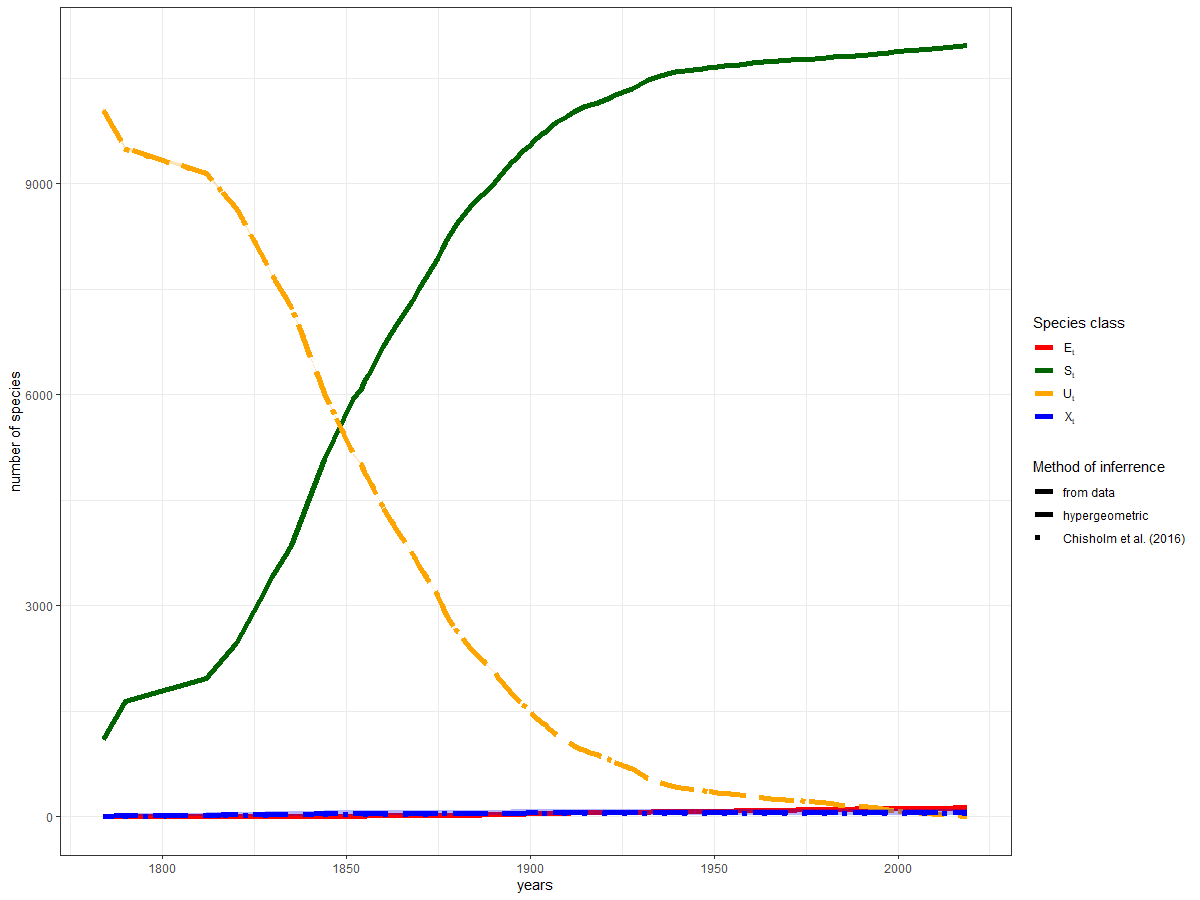 number of species
9000
6000
3000
0
1800
1850
1900
1950
2000
years
Species class
Et
St
Ut
Xt
Method of inferrence
from data
hypergeometric
Chisholm et al. (2016)